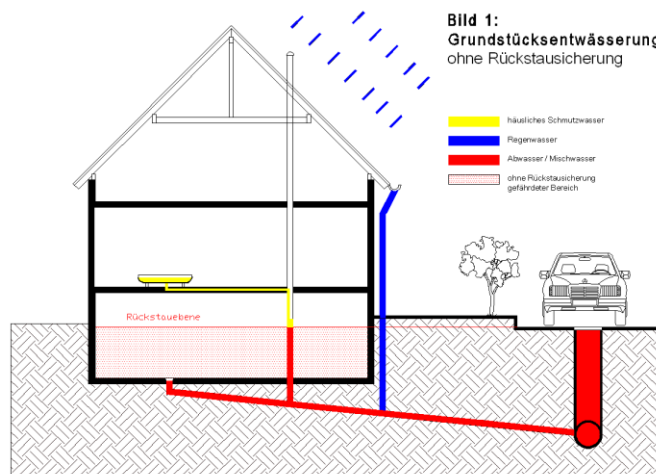 Bild 1:
Grundstücksentwässerung
ohne Rückstausicherung
häusliches Schmutzwasser
Regenwasser
Abwasser / Mischwasser
ohne Rückstausicherung
gefährdeter Bereich
Rückstauebene